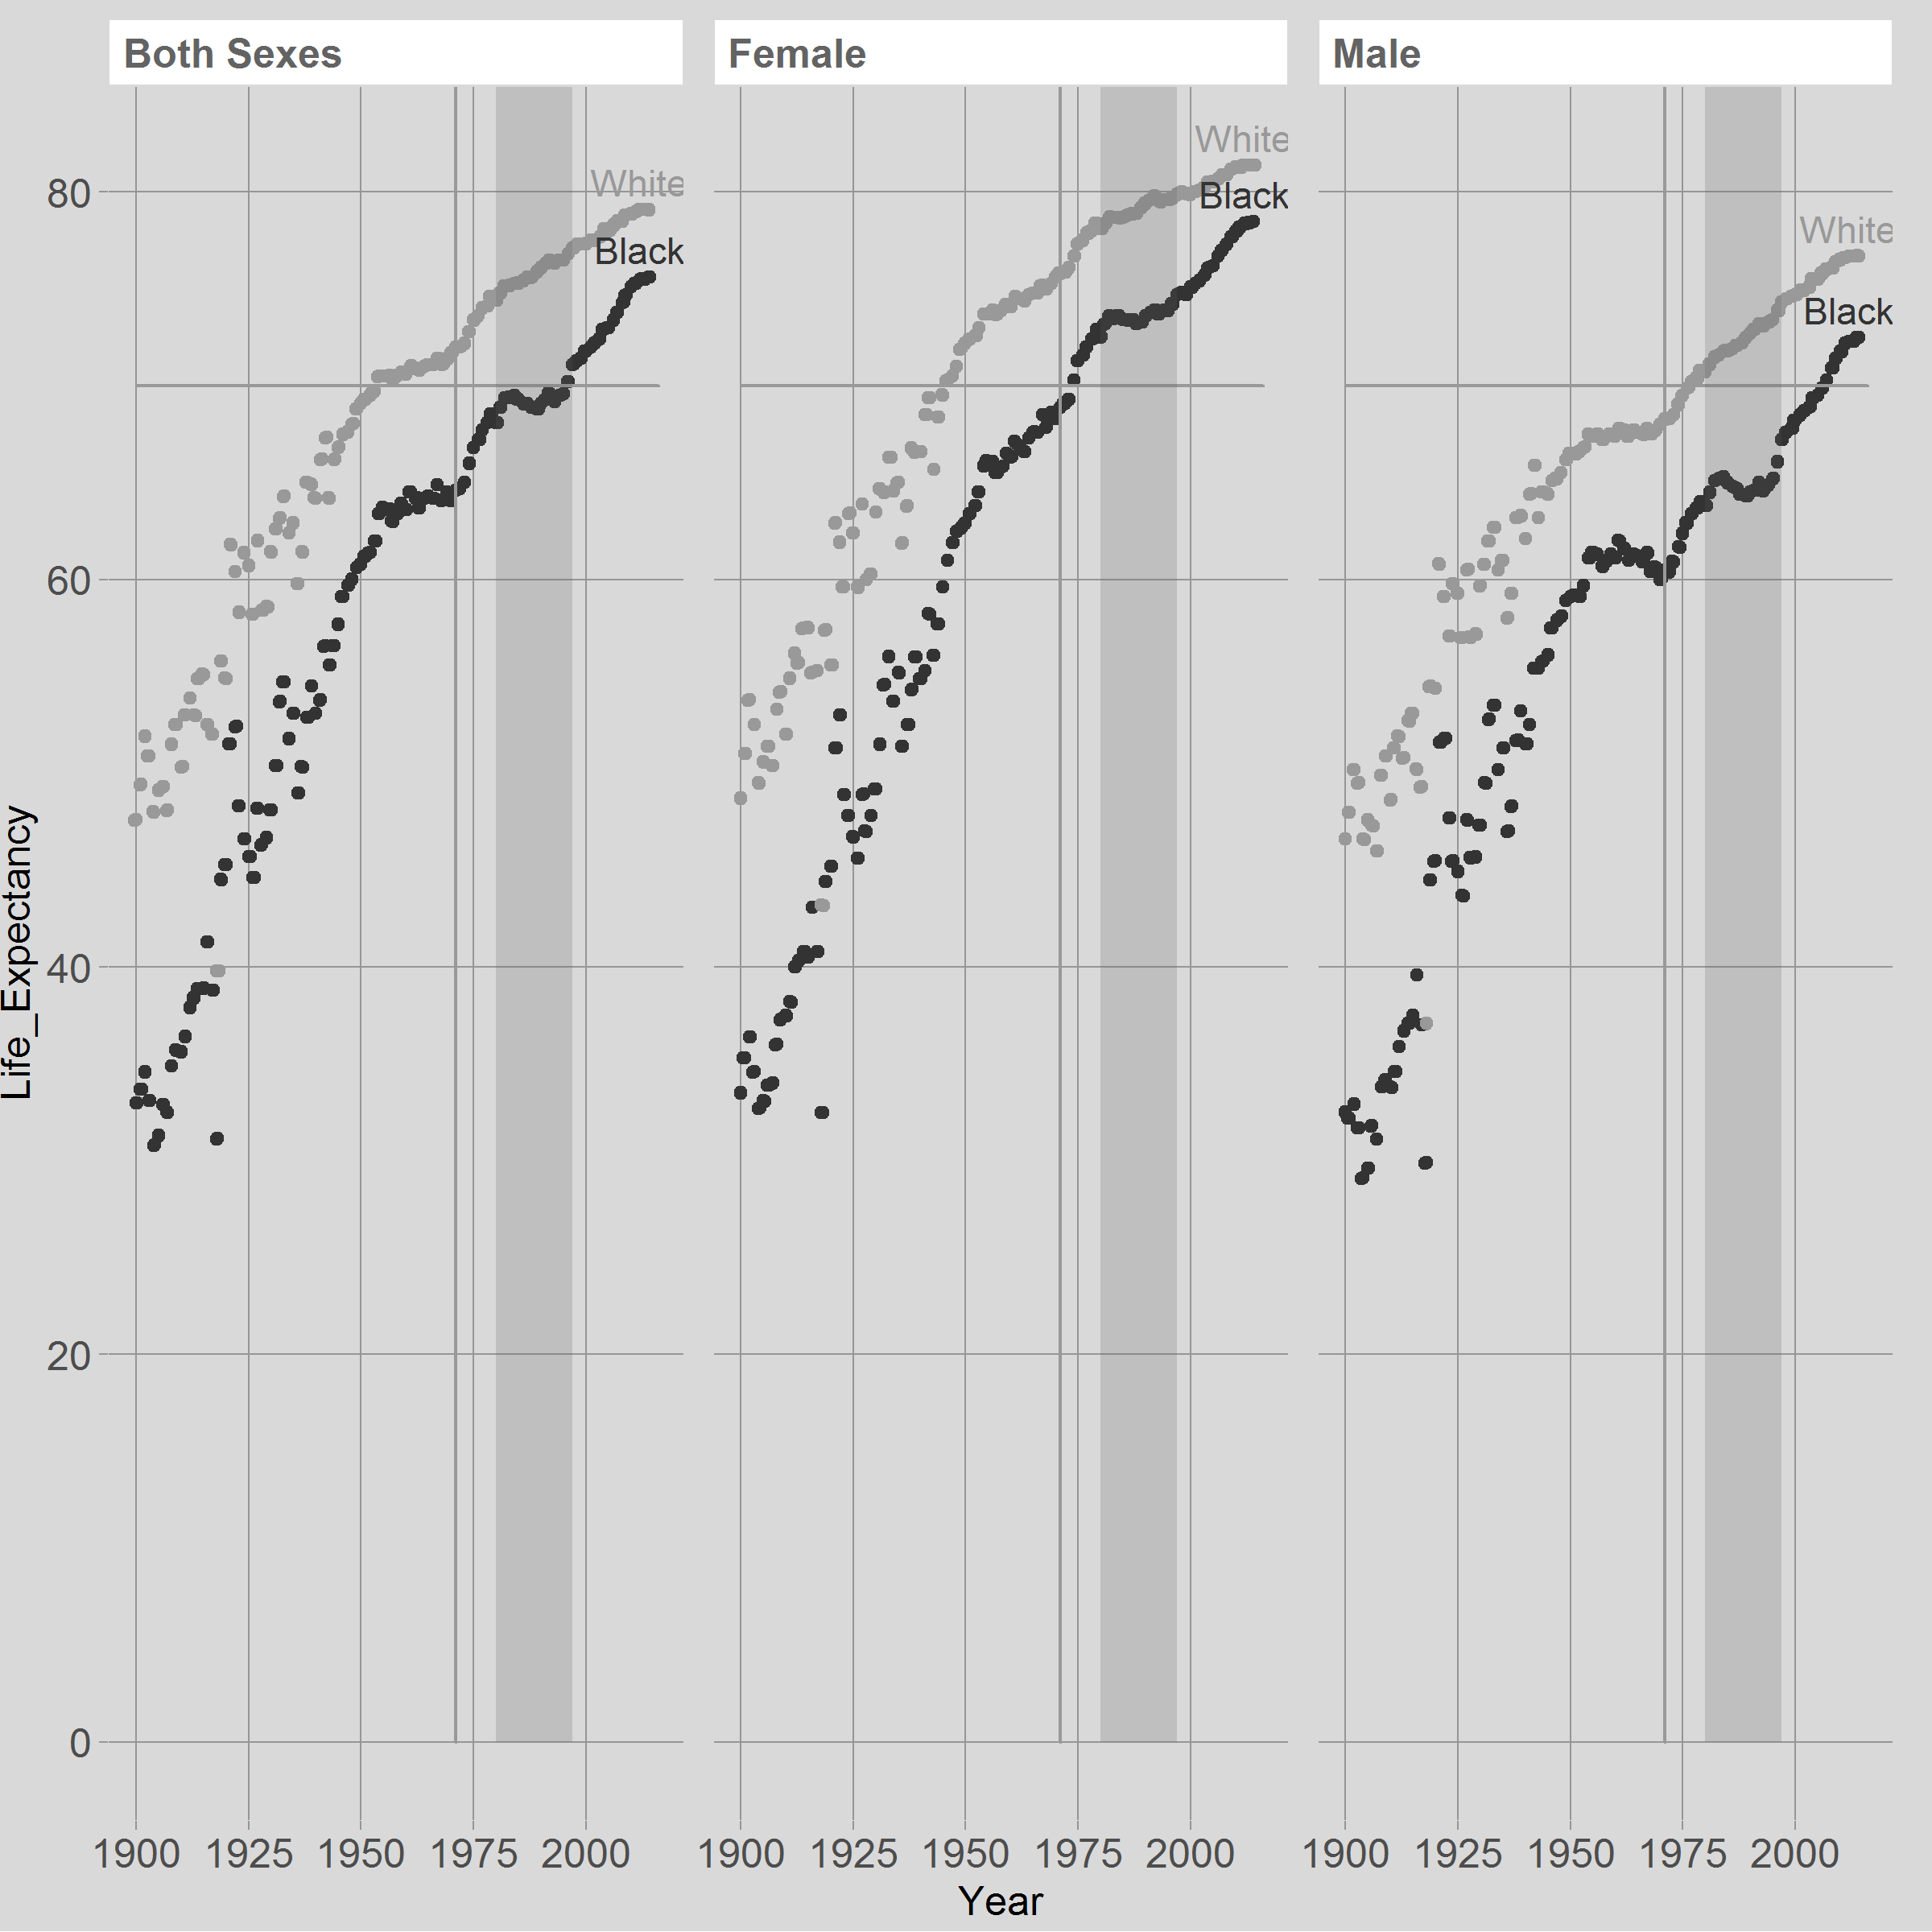 Both Sexes Female Male
White White White
Black Black Black
80
60
40
20
0
1900 1925 1950 1975 2000 1900 1925 1950 1975 2000 1900 1925 1950 1975 2000
Year
Life_Expectancy